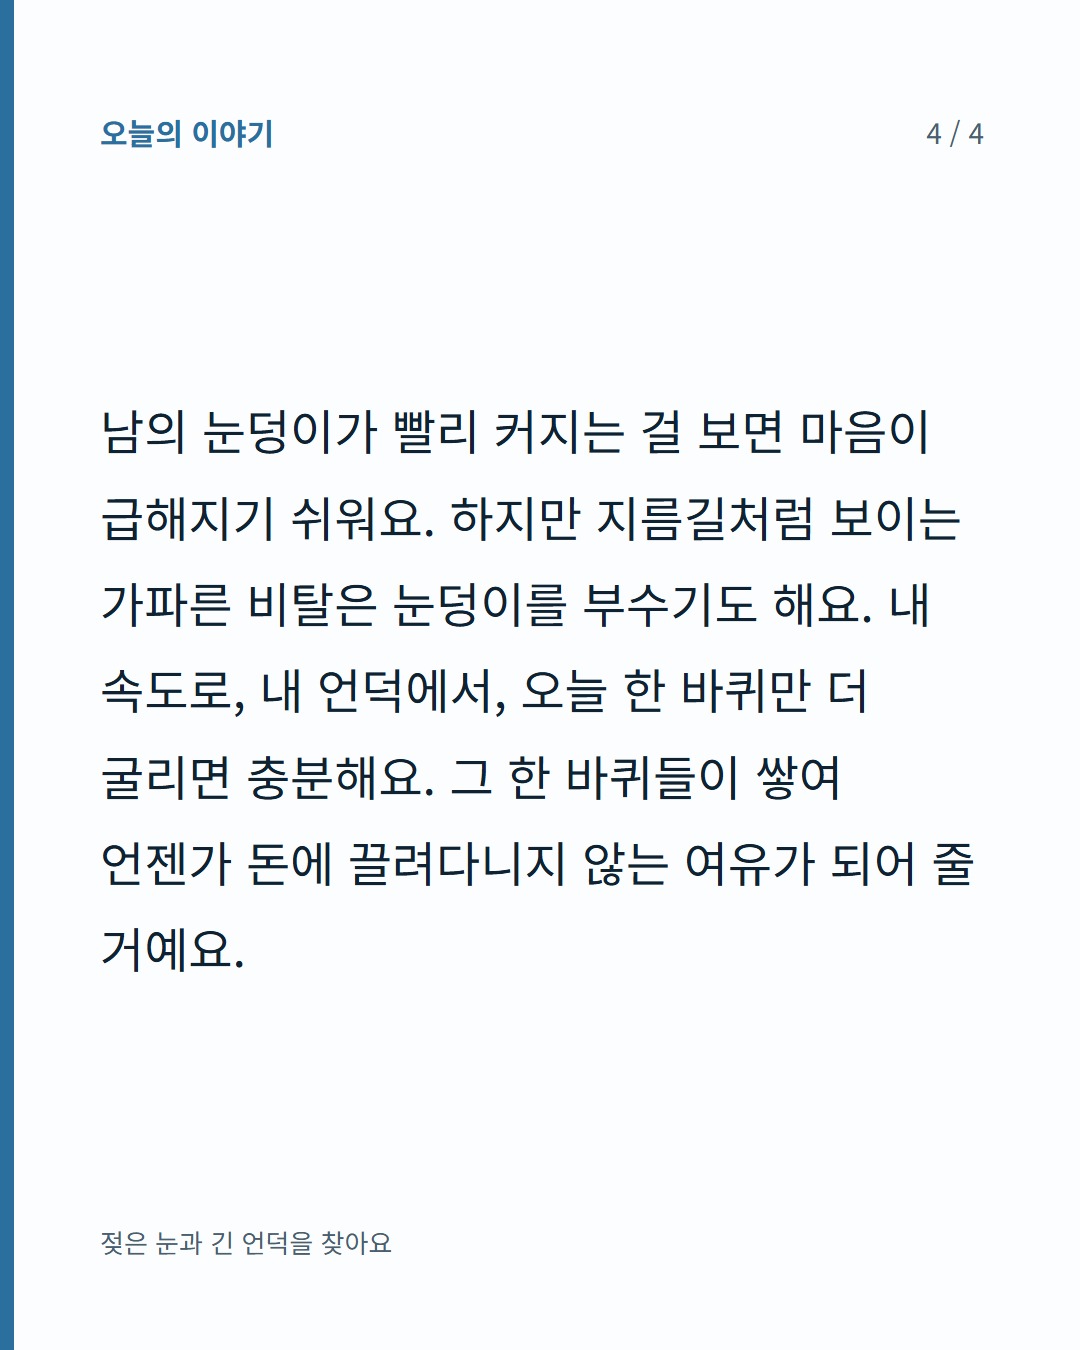 오늘의 이야기
4 / 4
남의 눈덩이가 빨리 커지는 걸 보면 마음이
급해지기 쉬워요. 하지만 지름길처럼 보이는
가파른 비탈은 눈덩이를 부수기도 해요. 내
속도로, 내 언덕에서, 오늘 한 바퀴만 더
굴리면 충분해요. 그 한 바퀴들이 쌓여
언젠가 돈에 끌려다니지 않는 여유가 되어 줄
거예요.
젖은 눈과 긴 언덕을 찾아요